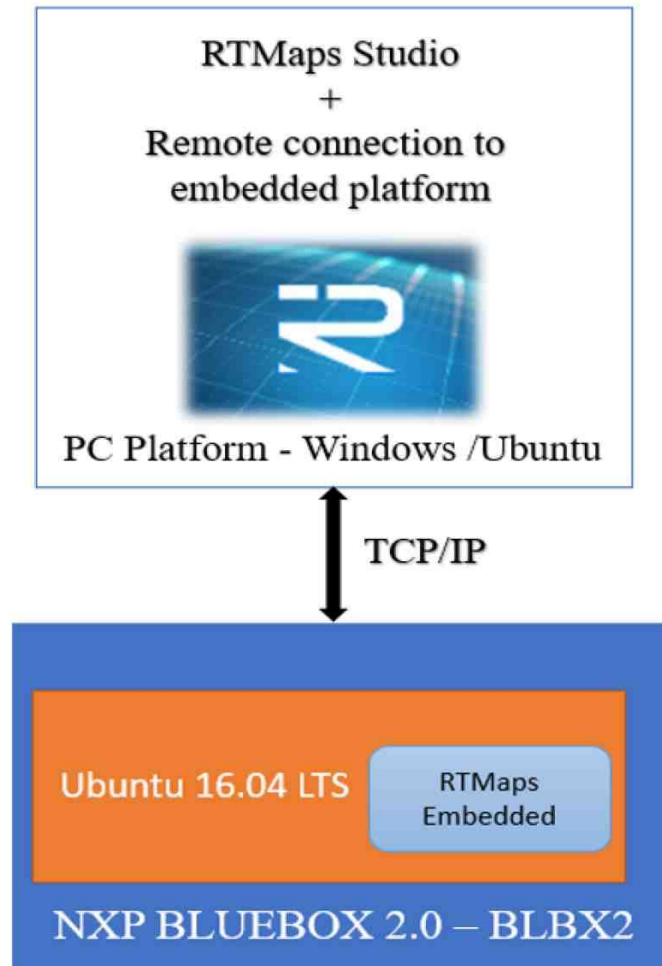 RTMaps Studio
+
Remote connection to
embedded platform
PC Platform - Windows /Ubuntu
TCP/IP
Ubuntu 16.04 LTS
RTMaps
Embedded
NXP BLUEBOX 2.0 – BLBX2